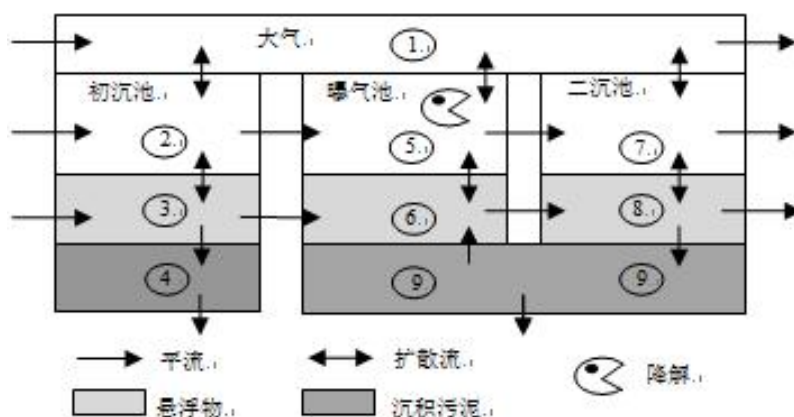 大气 1
初沉池 曝气池 二沉池
2 5 7
3 6 8
4 9 9
平流 扩散流 降解
悬浮物 沉积污泥